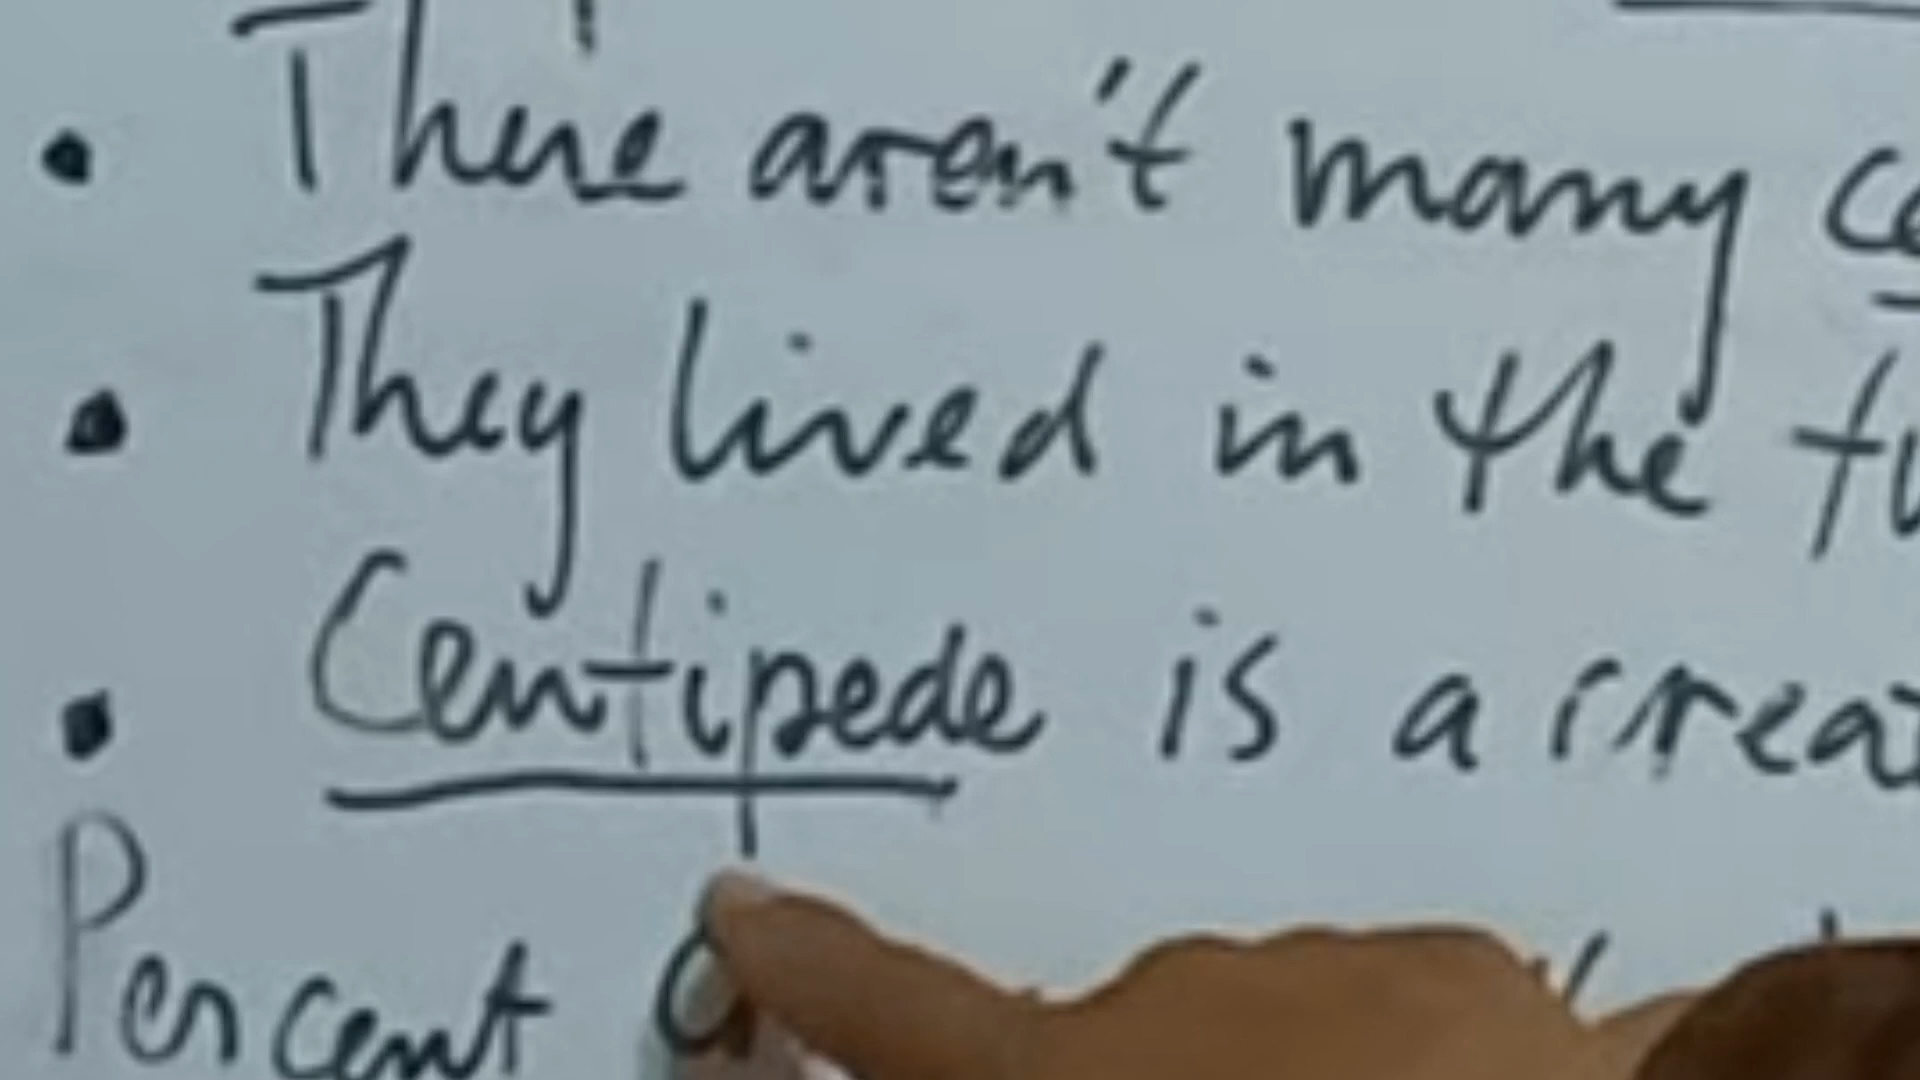 There aren't many
They lived in the
Centipede is a
Percent